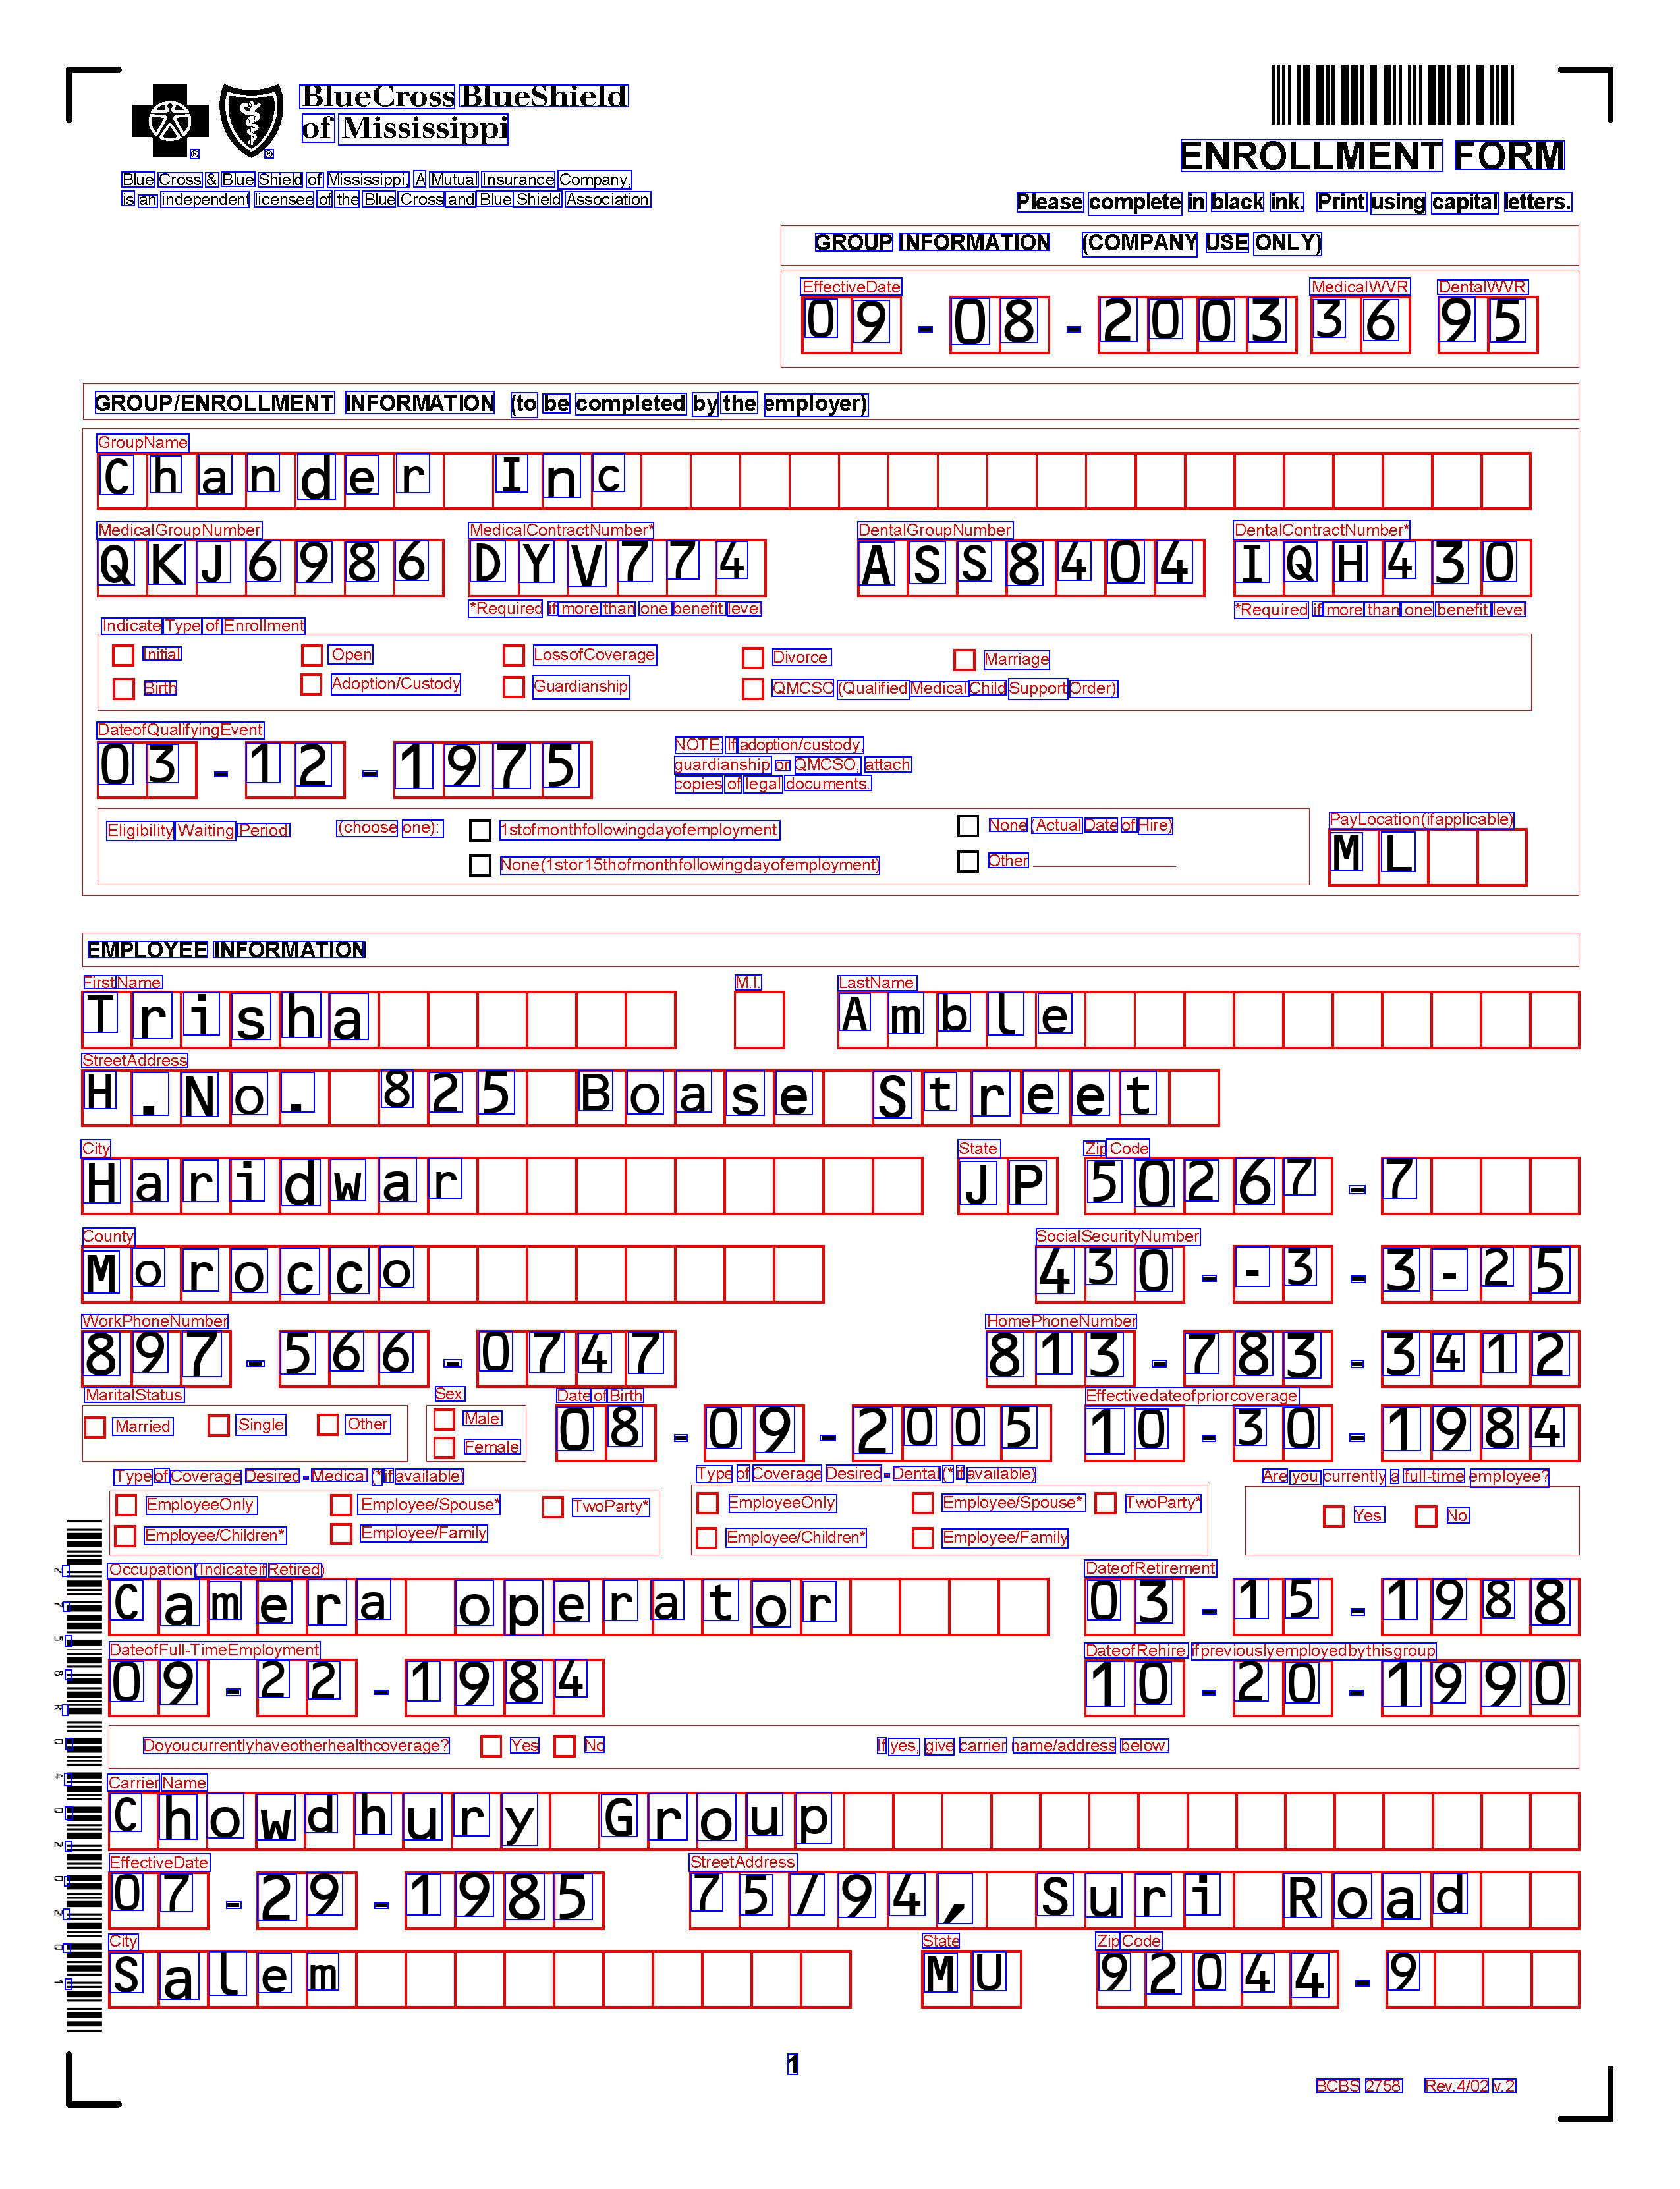 BlueCross BlueShield
of Mississippi
® ®
Blue Cross & Blue Shield of Mississippi, A Mutual Insurance Company,
is an independent licensee of the Blue Cross and Blue Shield Association
ENROLLMENT FORM
Please complete in black ink. Print using capital letters.
GROUP INFORMATION (COMPANY USE ONLY)
EffectiveDate MedicalWVR DentalWVR
09-08-2003 36 95
GROUP/ENROLLMENT INFORMATION (to be completed by the employer)
GroupName
Chander Inc
MedicalGroupNumber MedicalContractNumber* DentalGroupNumber DentalContractNumber*
QKJ6986 DYV774 ASS8404 IQH430
*Required if more than one benefit level *Required if more than one benefit level
Indicate Type of Enrollment
Initial Open LossofCoverage Divorce Marriage
Birth Adoption/Custody Guardianship QMCSO (Qualified Medical Child Support Order)
DateofQualifyingEvent
03-12-1975
NOTE: If adoption/custody,
guardianship or QMCSO, attach
copies of legal documents.
Eligibility Waiting Period (choose one): 1stofmonthfollowingdayofemployment None (Actual Date of Hire)
None(1stor15thofmonthfollowingdayofemployment) Other
PayLocation(ifapplicable)
ML
EMPLOYEE INFORMATION
FirstName M.I. LastName
Trisha Amble
StreetAddress
H.No. 825 Boase Street
City State Zip Code
Haridwar JP 50267-7
County SocialSecurityNumber
Morocco 430--3-3-25
WorkPhoneNumber HomePhoneNumber
897-566-0747 813-783-3412
MaritalStatus Sex Date of Birth Effectivedateofpriorcoverage
Married Single Other Male Female 08-09-2005 10-30-1984
Type of Coverage Desired - Medical (* if available) Type of Coverage Desired - Dental (* if available) Are you currently a full-time employee?
EmployeeOnly Employee/Spouse* TwoParty* EmployeeOnly Employee/Spouse* TwoParty* Yes No
Employee/Children* Employee/Family Employee/Children* Employee/Family
Occupation (Indicate if Retired) DateofRetirement
Camera operator 03-15-1988
DateofFull-TimeEmployment DateofRehire, ifpreviouslyemployedbythisgroup
09-22-1984 10-20-1990
Doyoucurrentlyhaveotherhealthcoverage? Yes No If yes, give carrier name/address below.
Carrier Name
Chowdhury Group
EffectiveDate StreetAddress
07-29-1985 75/94, Suri Road
City State Zip Code
Salem MU 92044-9
1
BCBS 2758 Rev.4/02 v.2